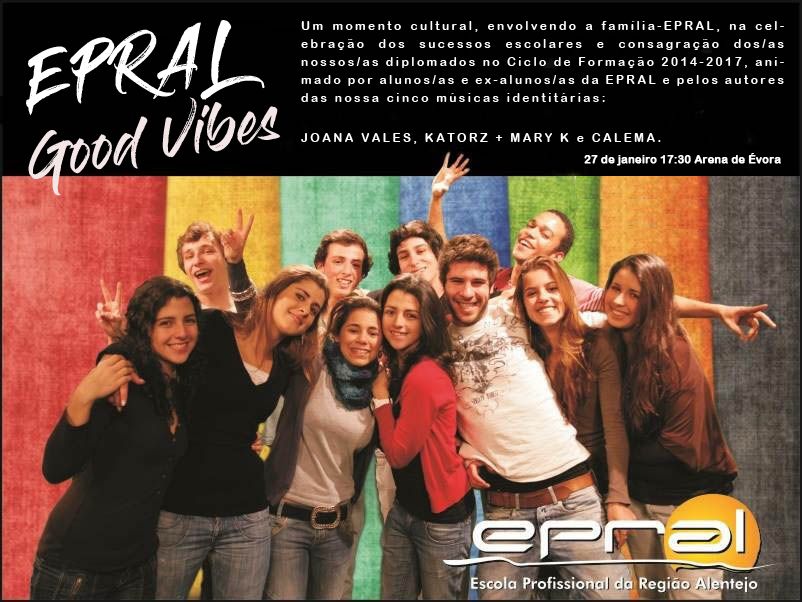 EPRAL
Good Vibes
Um momento cultural, envolvendo a família-EPRAL, na cel-
ebração dos sucessos escolares e consagração dos/as
nossos/as diplomados no Ciclo de Formação 2014-2017, ani-
mado por alunos/as e ex-alunos/as da EPRAL e pelos autores
das nossa cinco músicas identitárias:
JOANA VALES, KATORZ + MARY K e CALEMA.
27 de janeiro 17:30 Arena de Évora
epral
Escola Profissional da Região Alentejo